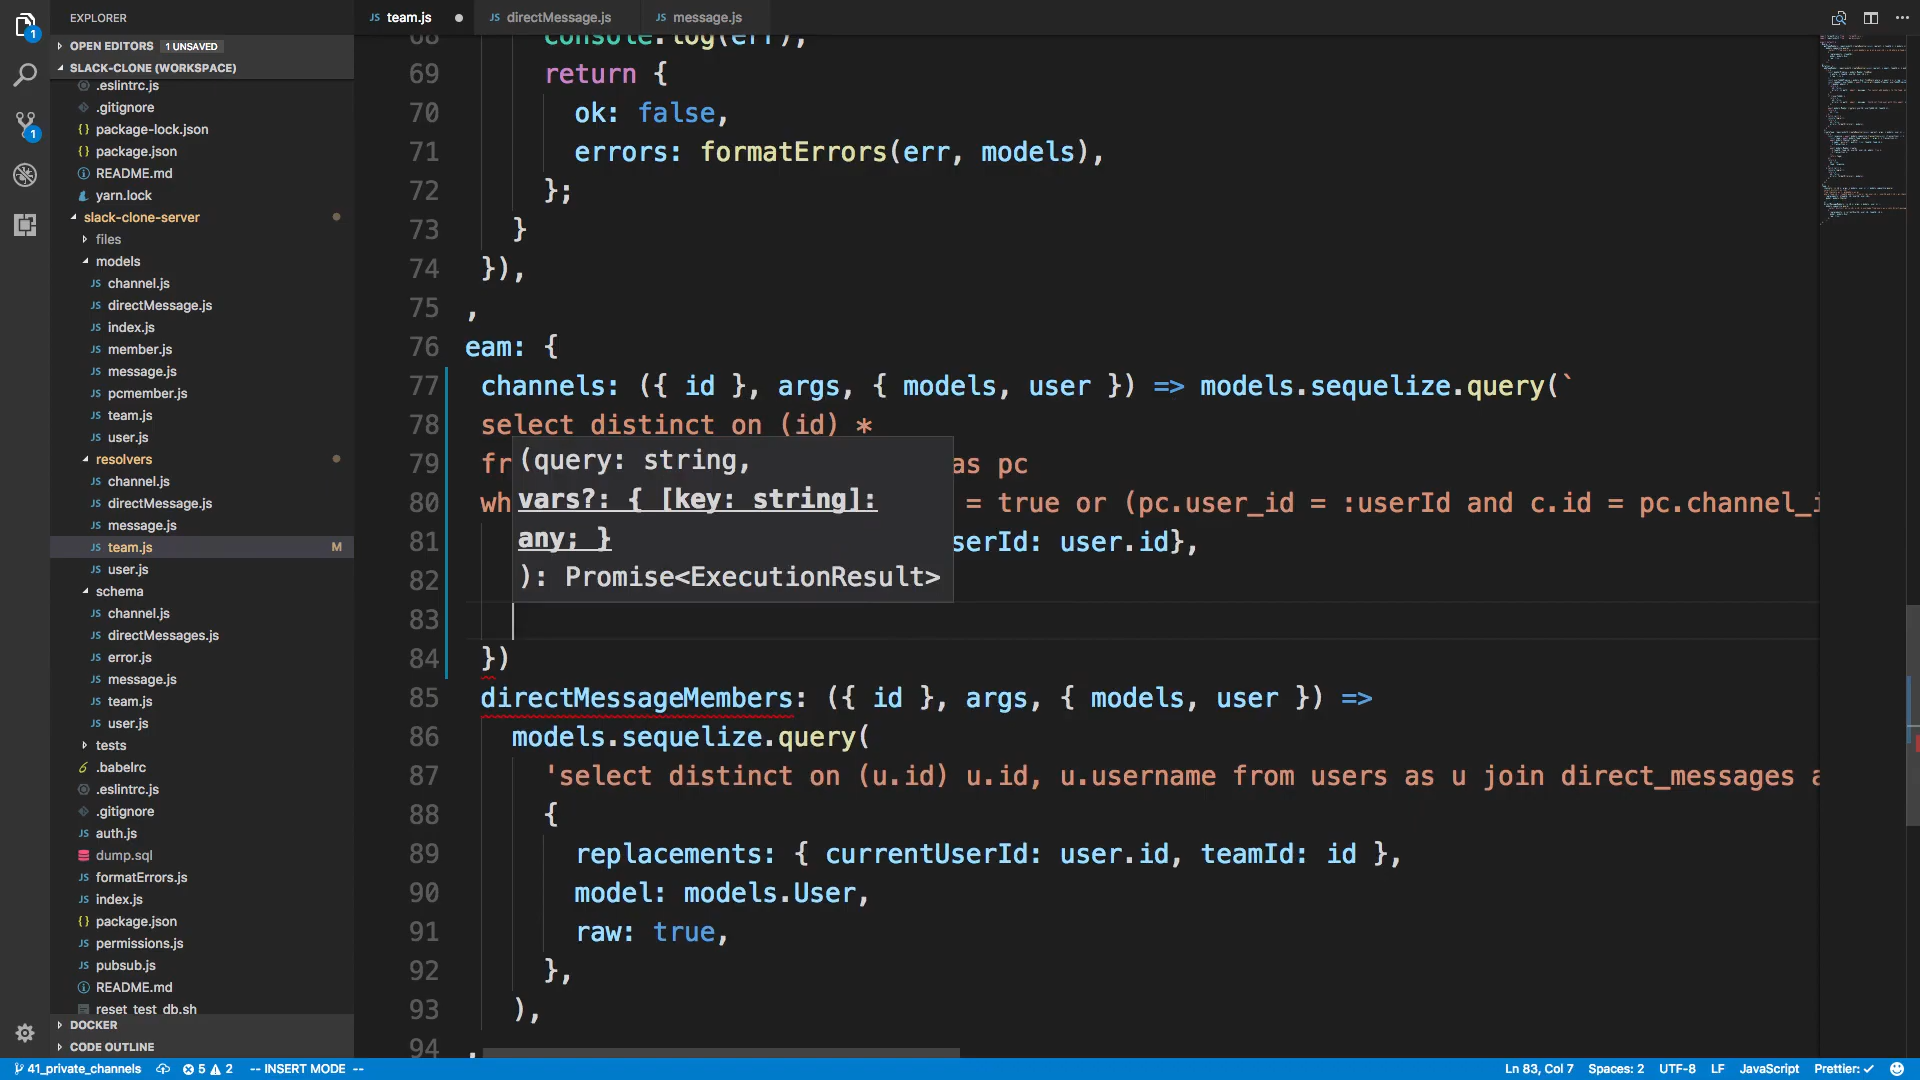 EXPLORER
OPEN EDITORS 1 UNSAVED
SLACK-CLONE (WORKSPACE)
.eslintrc.js
.gitignore
package-lock.json
package.json
README.md
yarn.lock
slack-clone-server
files
models
channel.js
directMessage.js
index.js
member.js
message.js
pcmember.js
team.js
user.js
resolvers
channel.js
directMessage.js
message.js
team.js M
user.js
schema
channel.js
directMessages.js
error.js
message.js
team.js
user.js
tests
.babelrc
.eslintrc.js
.gitignore
auth.js
dump.sql
formatErrors.js
index.js
package.json
permissions.js
pubsub.js
README.md
reset_test_db.sh
DOCKER
CODE OUTLINE
JS team.js
JS directMessage.js
JS message.js
68 console.log(err);
69 return {
70 ok: false,
71 errors: formatErrors(err, models),
72 };
73 }
74 }),
75 ,
76 eam: {
77 channels: ({ id }, args, { models, user }) => models.sequelize.query(`
78 select distinct on (id) *
79 fr as pc
80 wh = true or (pc.user_id = :userId and c.id = pc.channel_i
81 serId: user.id},
82
83
84 })
(query: string,
vars?: { [key: string]:
any; }
): Promise<ExecutionResult>
85 directMessageMembers: ({ id }, args, { models, user }) =>
86 models.sequelize.query(
87 'select distinct on (u.id) u.id, u.username from users as u join direct_messages a
88 {
89 replacements: { currentUserId: user.id, teamId: id },
90 model: models.User,
91 raw: true,
92 },
93 ),
94 ,
41_private_channels 5 2 -- INSERT MODE -- Ln 83, Col 7 Spaces: 2 UTF-8 LF JavaScript Prettier: ✓